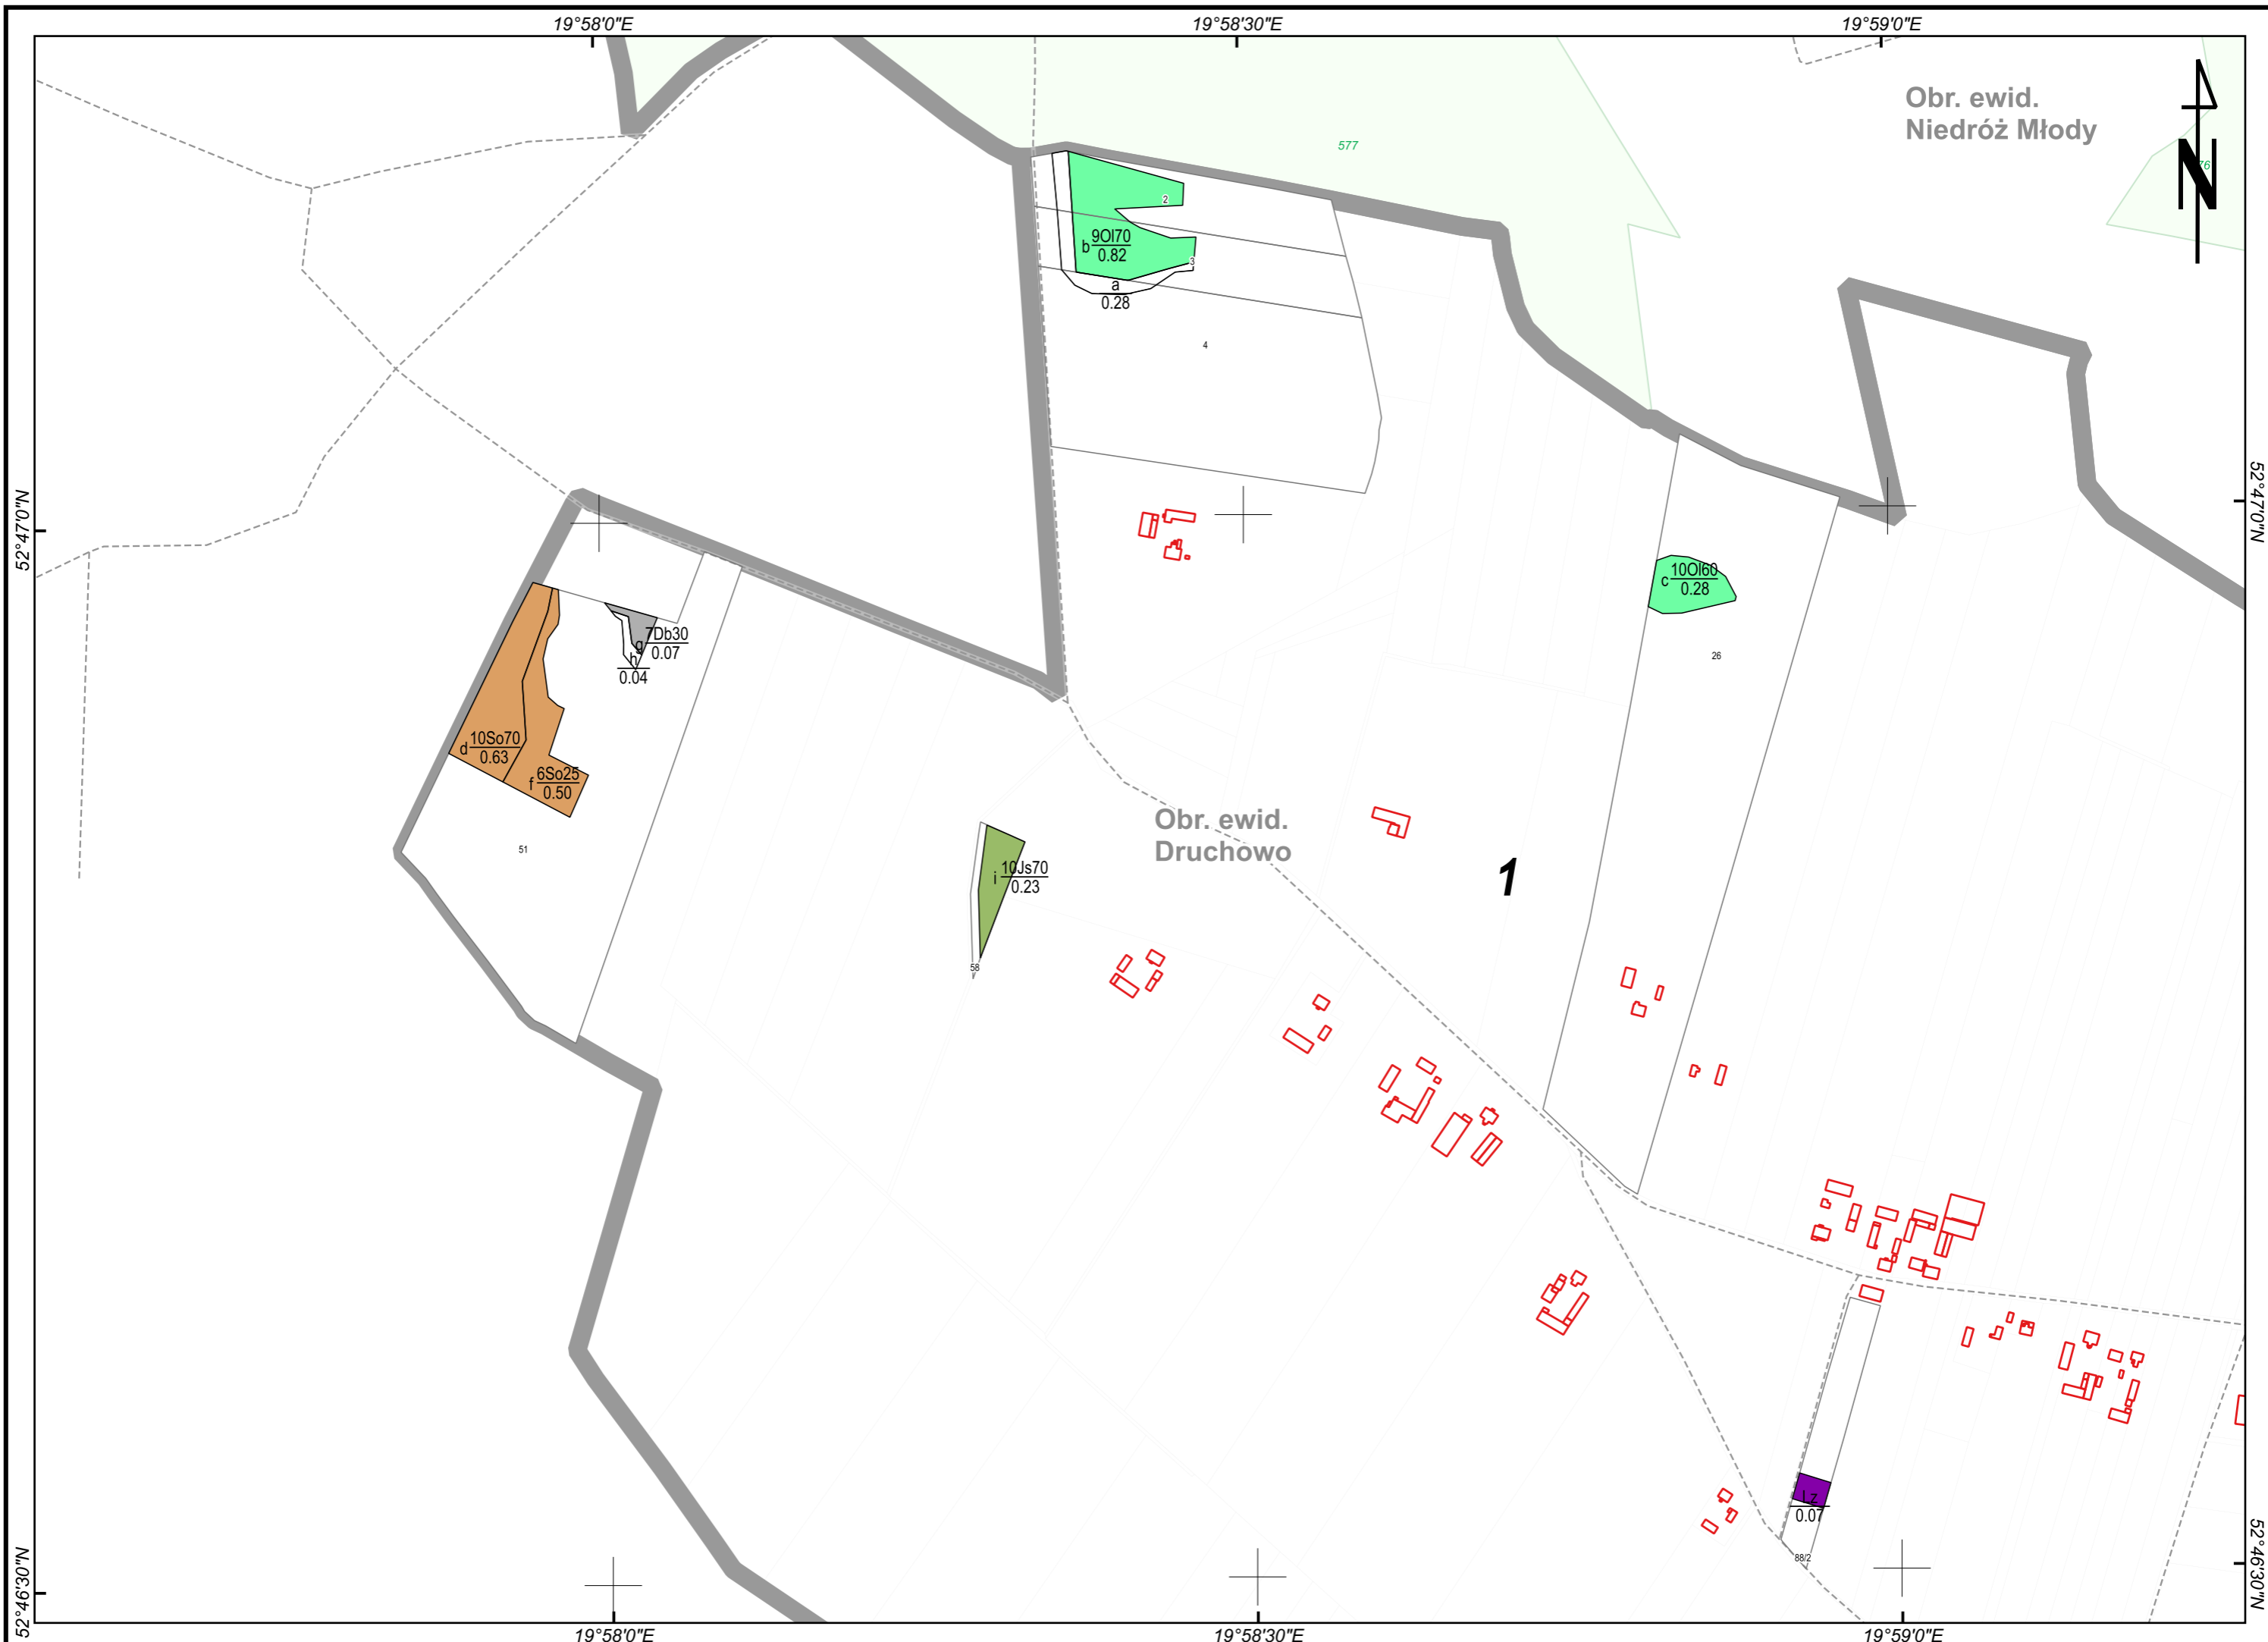 19°58'0"E
19°58'30"E
19°59'0"E
Obr. ewid.
Niedróż Młody
577
76
N
2
b 9Ol70
0.82
3
a
0.28
4
52°47'0"N
52°47'0"N
c 10Ol60
0.28
26
g 7Db30
0.07
h
0.04
d 10So70
0.63
f 6So25
0.50
51
Obr. ewid.
Druchowo
1
i 10Js70
0.23
58
Lz
0.07
88/2
52°46'30"N
52°46'30"N
19°58'0"E
19°58'30"E
19°59'0"E